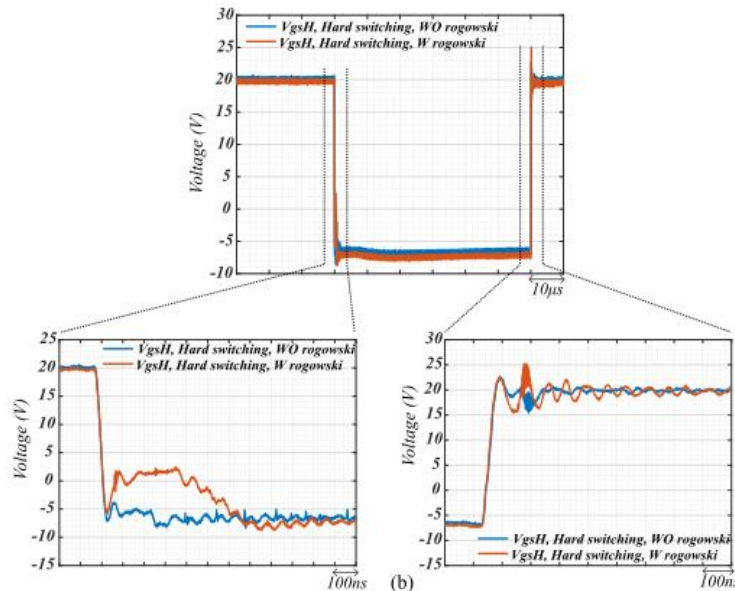 30
25
20
15
10
5
0
-5
-10
Voltage (V)
VgsH, Hard switching, WO rogowski
VgsH, Hard switching, W rogowski
10μs
25
20
15
10
5
0
-5
-10
-15
Voltage (V)
VgsH, Hard switching, WO rogowski
VgsH, Hard switching, W rogowski
100ns
(b)
30
25
20
15
10
5
0
-5
-10
-15
Voltage (V)
VgsH, Hard switching, WO rogowski
VgsH, Hard switching, W rogowski
100ns